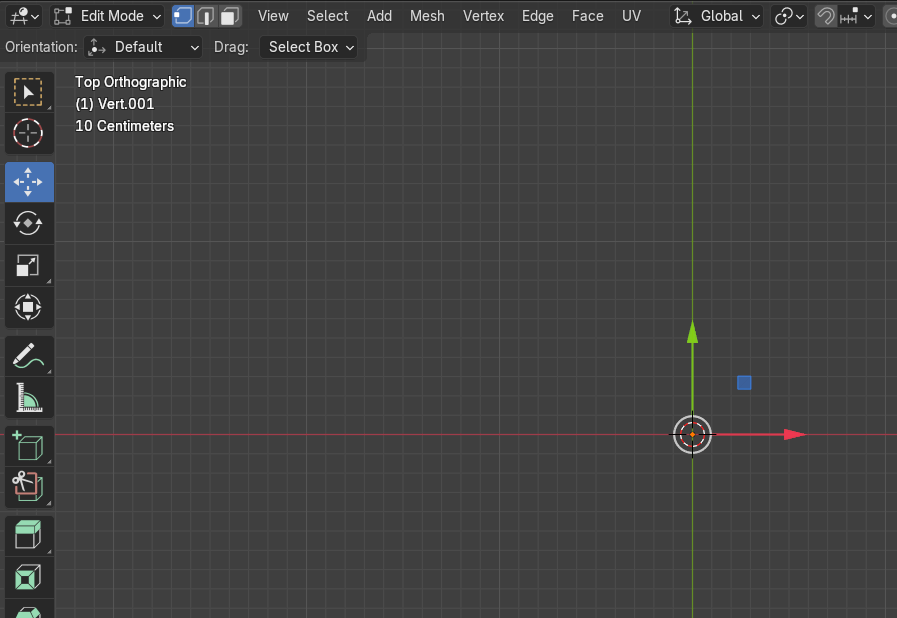 Edit Mode View Select Add Mesh Vertex Edge Face UV Global
Orientation: Default Drag: Select Box
Top Orthographic
(1) Vert.001
10 Centimeters